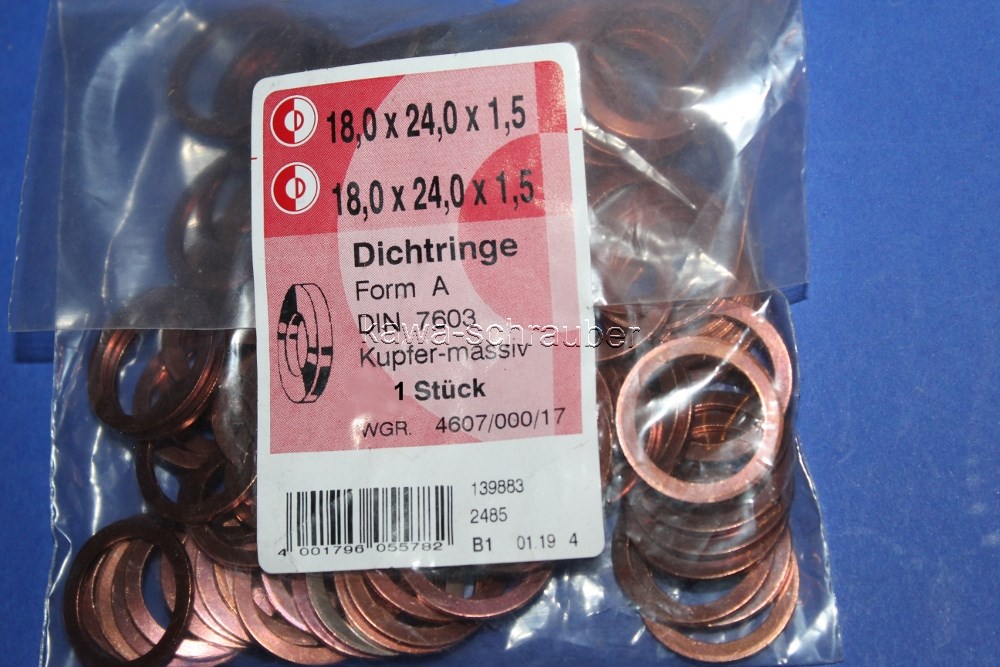 18,0 x 24,0 x 1,5
18,0 x 24,0 x 1,5
Dichtringe
Form A
DIN 7603
kawa-schrauber
Kupfer-massiv
1 Stück
WGR. 4607/000/17
139883
2485
4 001796 055782
B1 01.19 4